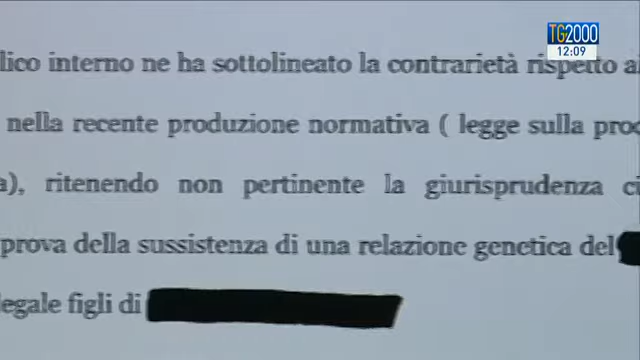 TG2000
12:09
lico interno ne ha sottolineato la contrarietà rispetto a
nella recente produzione normativa ( legge sulla pro
a), ritenendo non pertinente la giurisprudenza ci
prova della sussistenza di una relazione genetica del
legale figli di